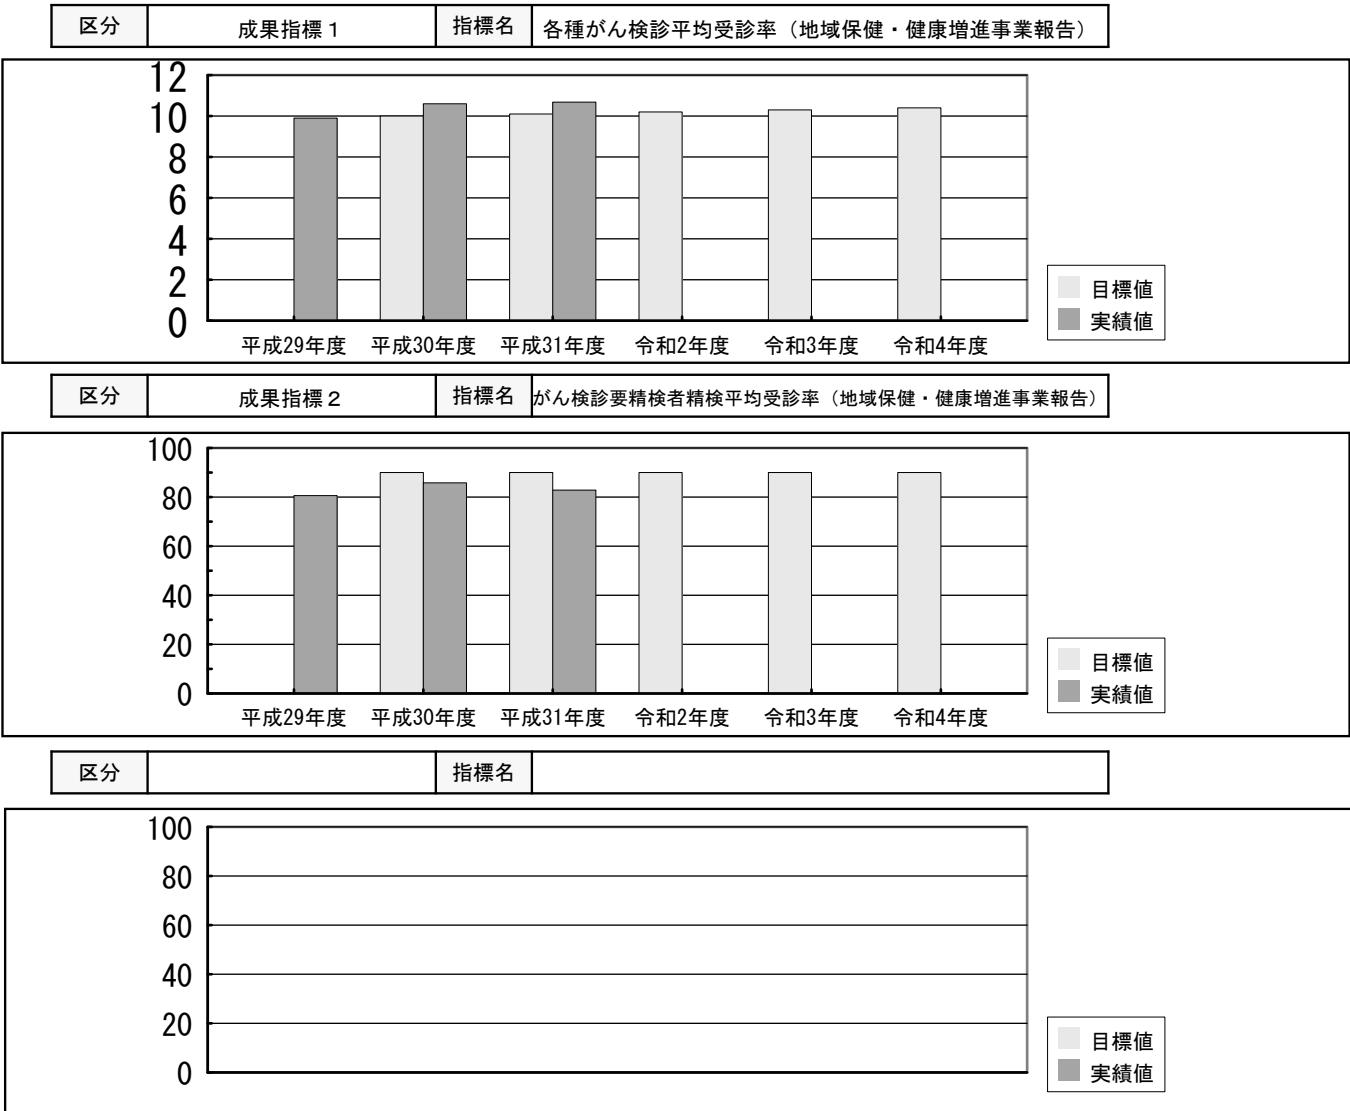 区分 成果指標１ 指標名 各種がん検診平均受診率（地域保健・健康増進事業報告）
12
10
8
6
4
2
0
平成29年度 平成30年度 平成31年度 令和2年度 令和3年度 令和4年度
目標値
実績値
区分 成果指標２ 指標名 がん検診要精検者精検平均受診率（地域保健・健康増進事業報告）
100
80
60
40
20
0
平成29年度 平成30年度 平成31年度 令和2年度 令和3年度 令和4年度
目標値
実績値
区分 指標名
100
80
60
40
20
0
目標値
実績値